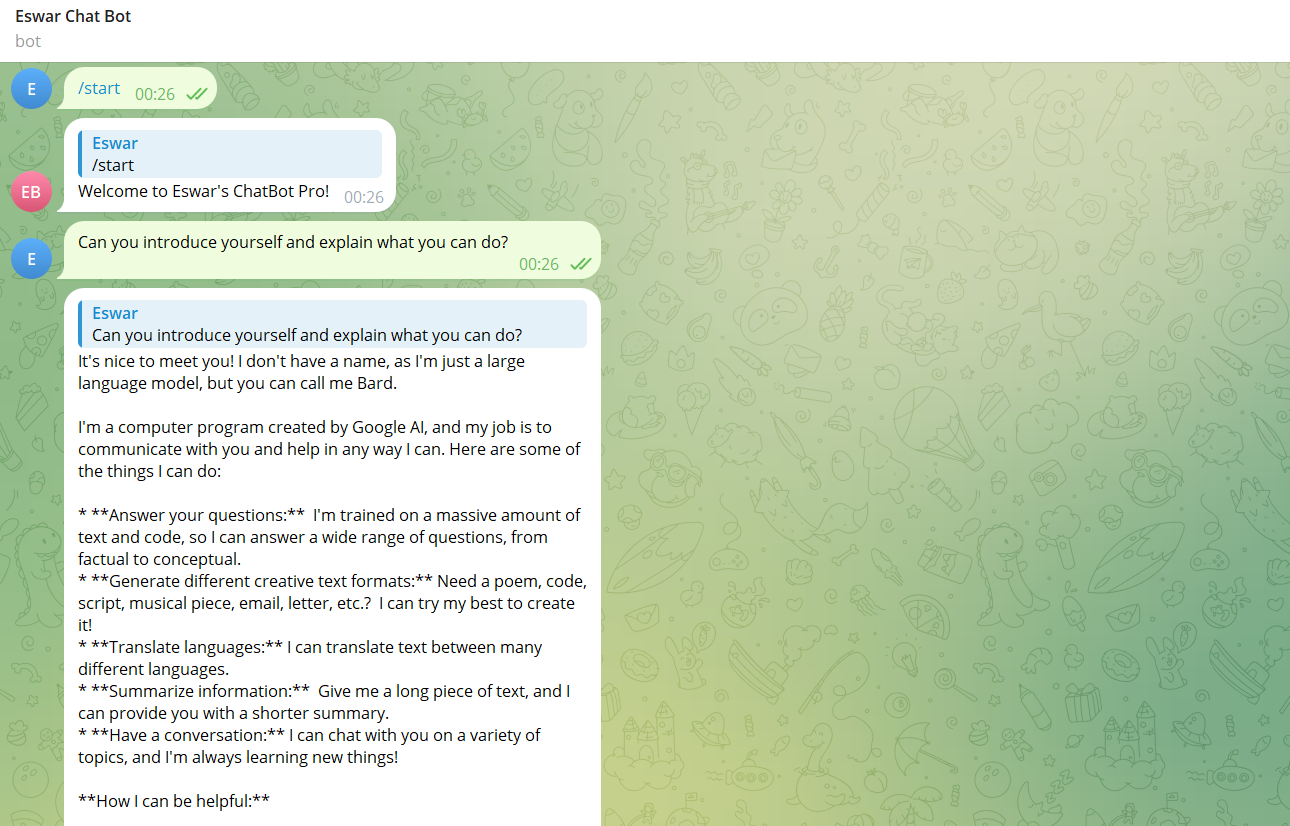 Eswar Chat Bot
bot
E
/start 00:26
Eswar
/start
EB
Welcome to Eswar's ChatBot Pro! 00:26
Can you introduce yourself and explain what you can do?
E
00:26
Eswar
Can you introduce yourself and explain what you can do?
It's nice to meet you! I don't have a name, as I'm just a large
language model, but you can call me Bard.
I'm a computer program created by Google AI, and my job is to
communicate with you and help in any way I can. Here are some of
the things I can do:
* **Answer your questions:**  I'm trained on a massive amount of
text and code, so I can answer a wide range of questions, from
factual to conceptual.
* **Generate different creative text formats:** Need a poem, code,
script, musical piece, email, letter, etc.?  I can try my best to create
it!
* **Translate languages:** I can translate text between many
different languages.
* **Summarize information:**  Give me a long piece of text, and I
can provide you with a shorter summary.
* **Have a conversation:** I can chat with you on a variety of
topics, and I'm always learning new things!
**How I can be helpful:**